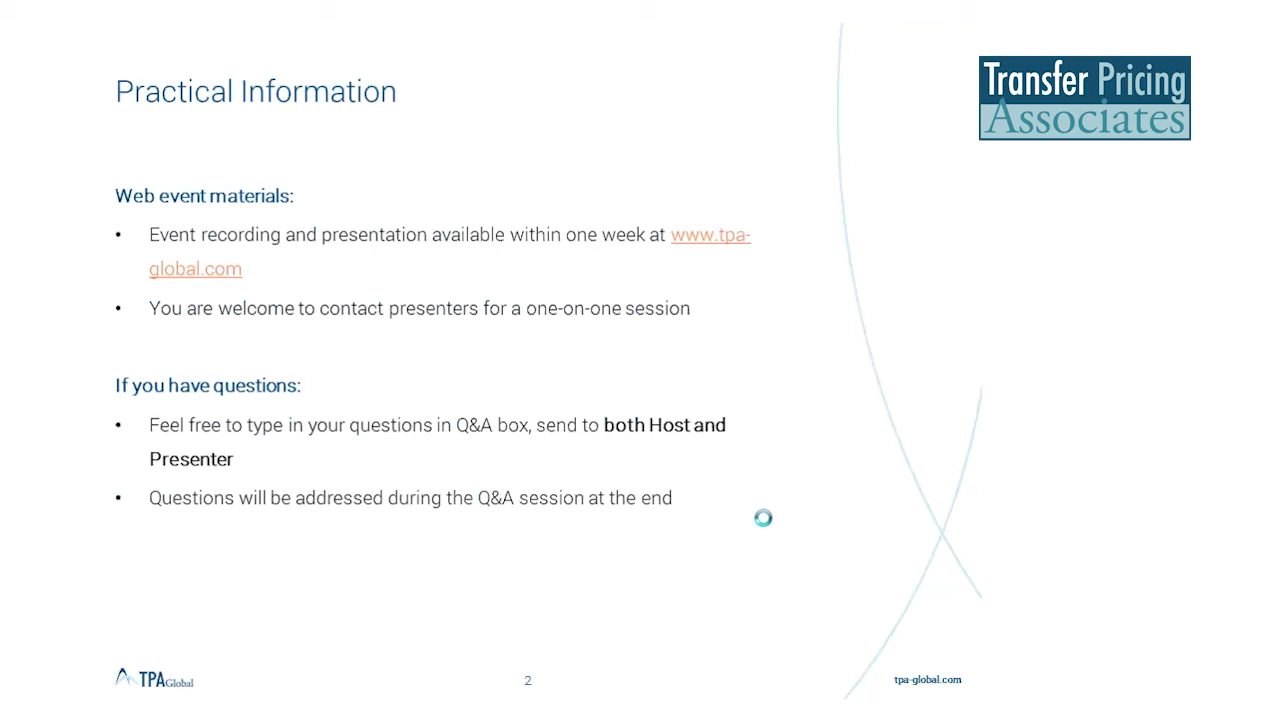 Practical Information
Transfer Pricing
Associates
Web event materials:
• Event recording and presentation available within one week at www.tpa-
global.com
• You are welcome to contact presenters for a one-on-one session
If you have questions:
• Feel free to type in your questions in Q&A box, send to both Host and
Presenter
• Questions will be addressed during the Q&A session at the end
TPA Global
2
tpa-global.com